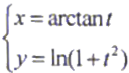 x = arctan t
y = ln(1+t²)